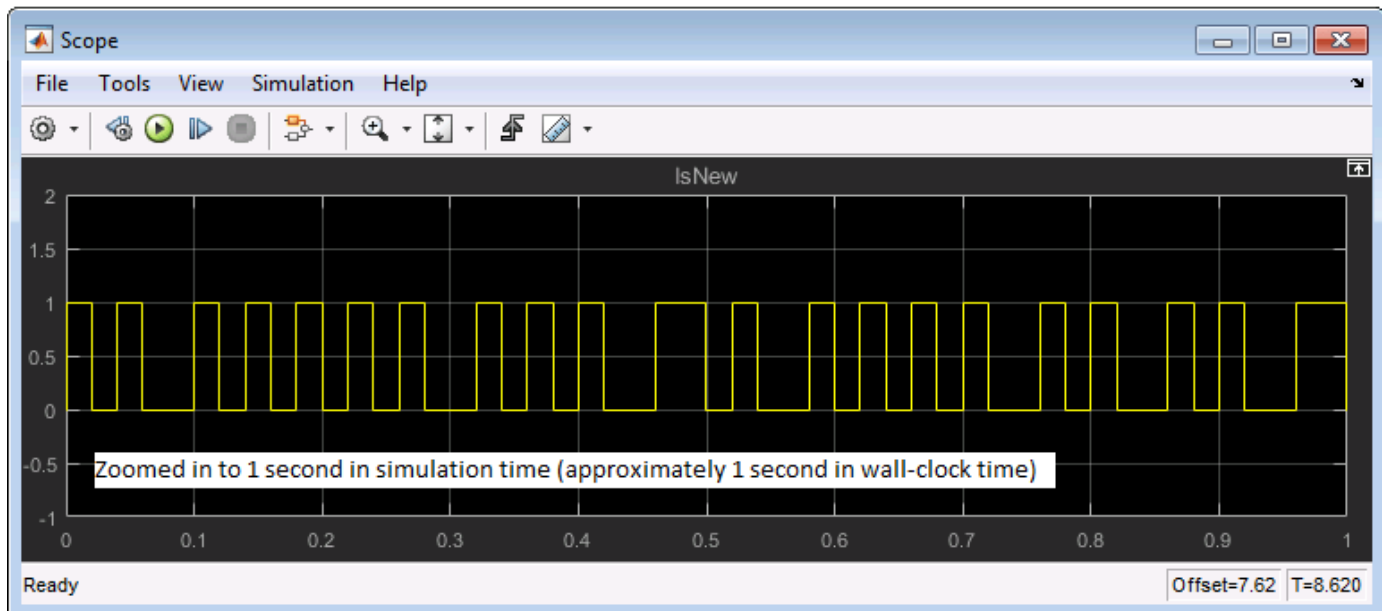 Scope
File Tools View Simulation Help
IsNew
2
1.5
1
0.5
0
-0.5
-1
Zoomed in to 1 second in simulation time (approximately 1 second in wall-clock time)
0 0.1 0.2 0.3 0.4 0.5 0.6 0.7 0.8 0.9 1
Ready Offset=7.62 T=8.620